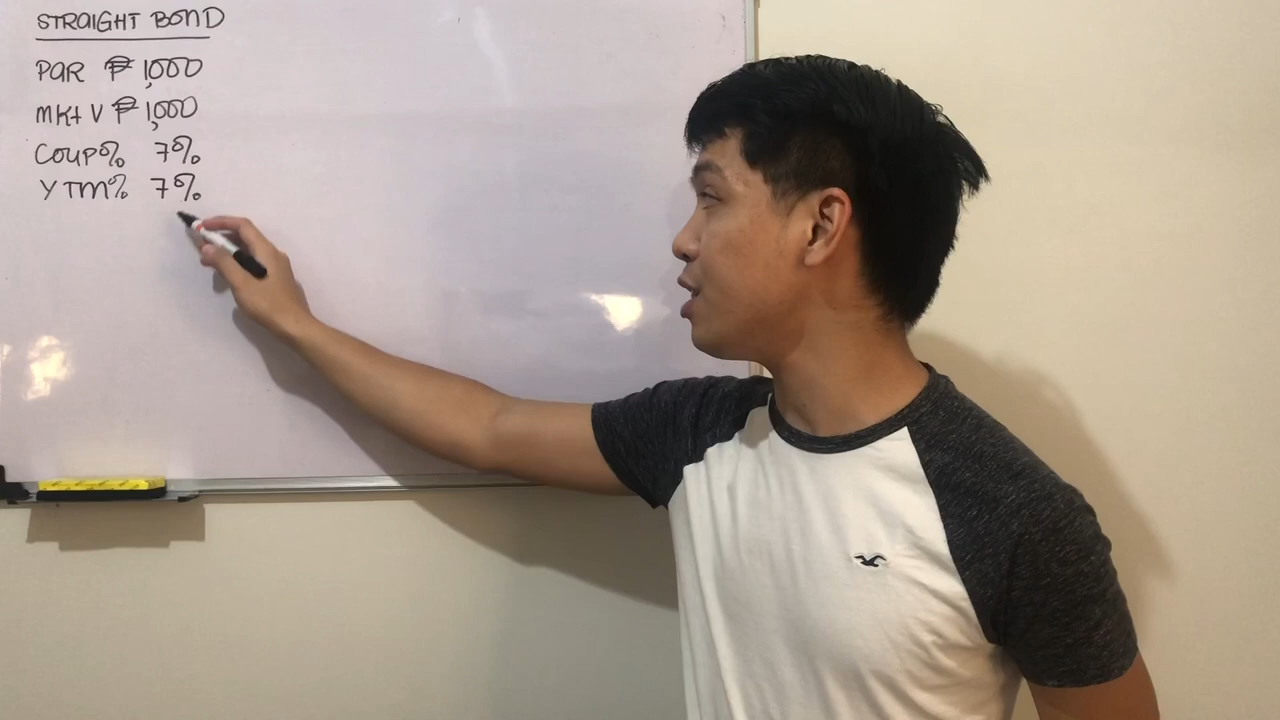 STRAIGHT BOND
PAR ₱ 1,000
MKt V ₱ 1,000
COUP% 7%
YTM% 7%